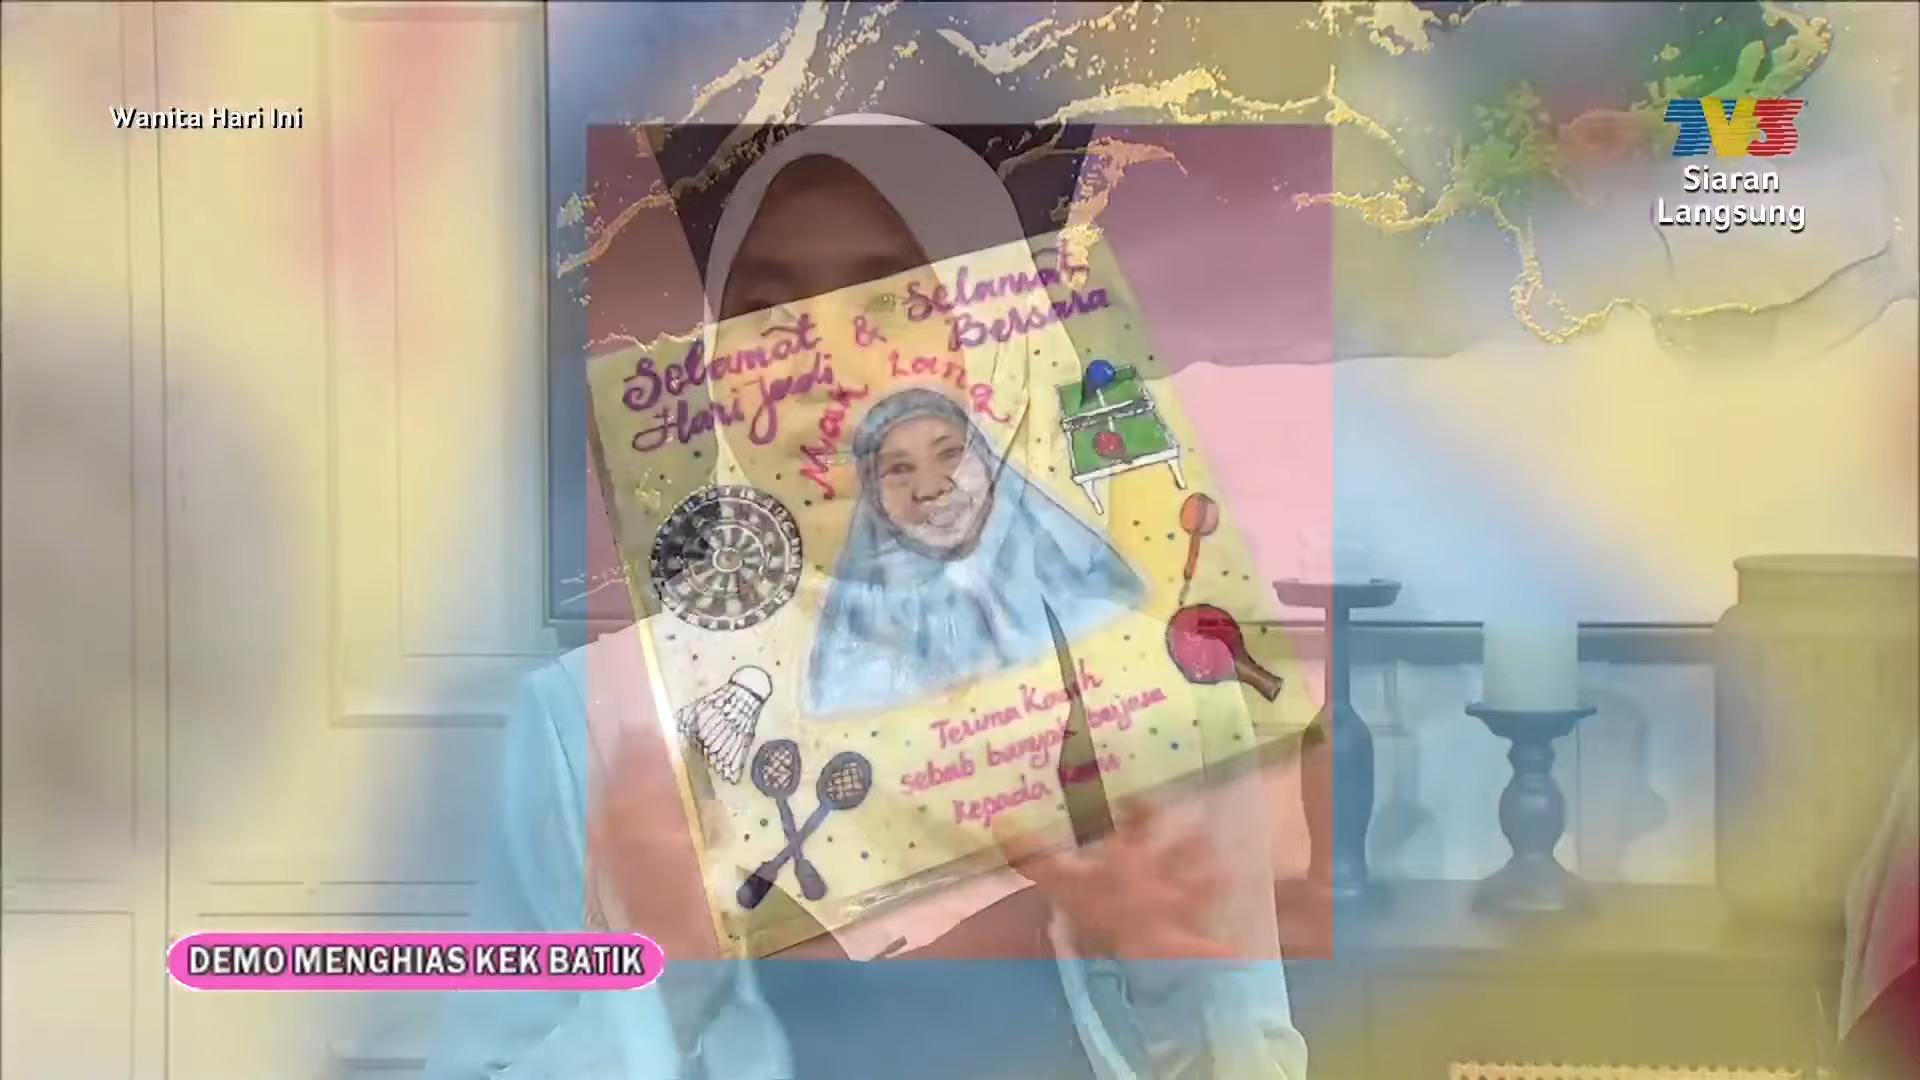 Wanita Hari Ini
TV3
Siaran
Langsung
Selamat & Selamat
Hari Jadi Bersara
Mak Lang
Terima Kasih
sebab banyak berjasa
kepada kami
DEMO MENGHIAS KEK BATIK